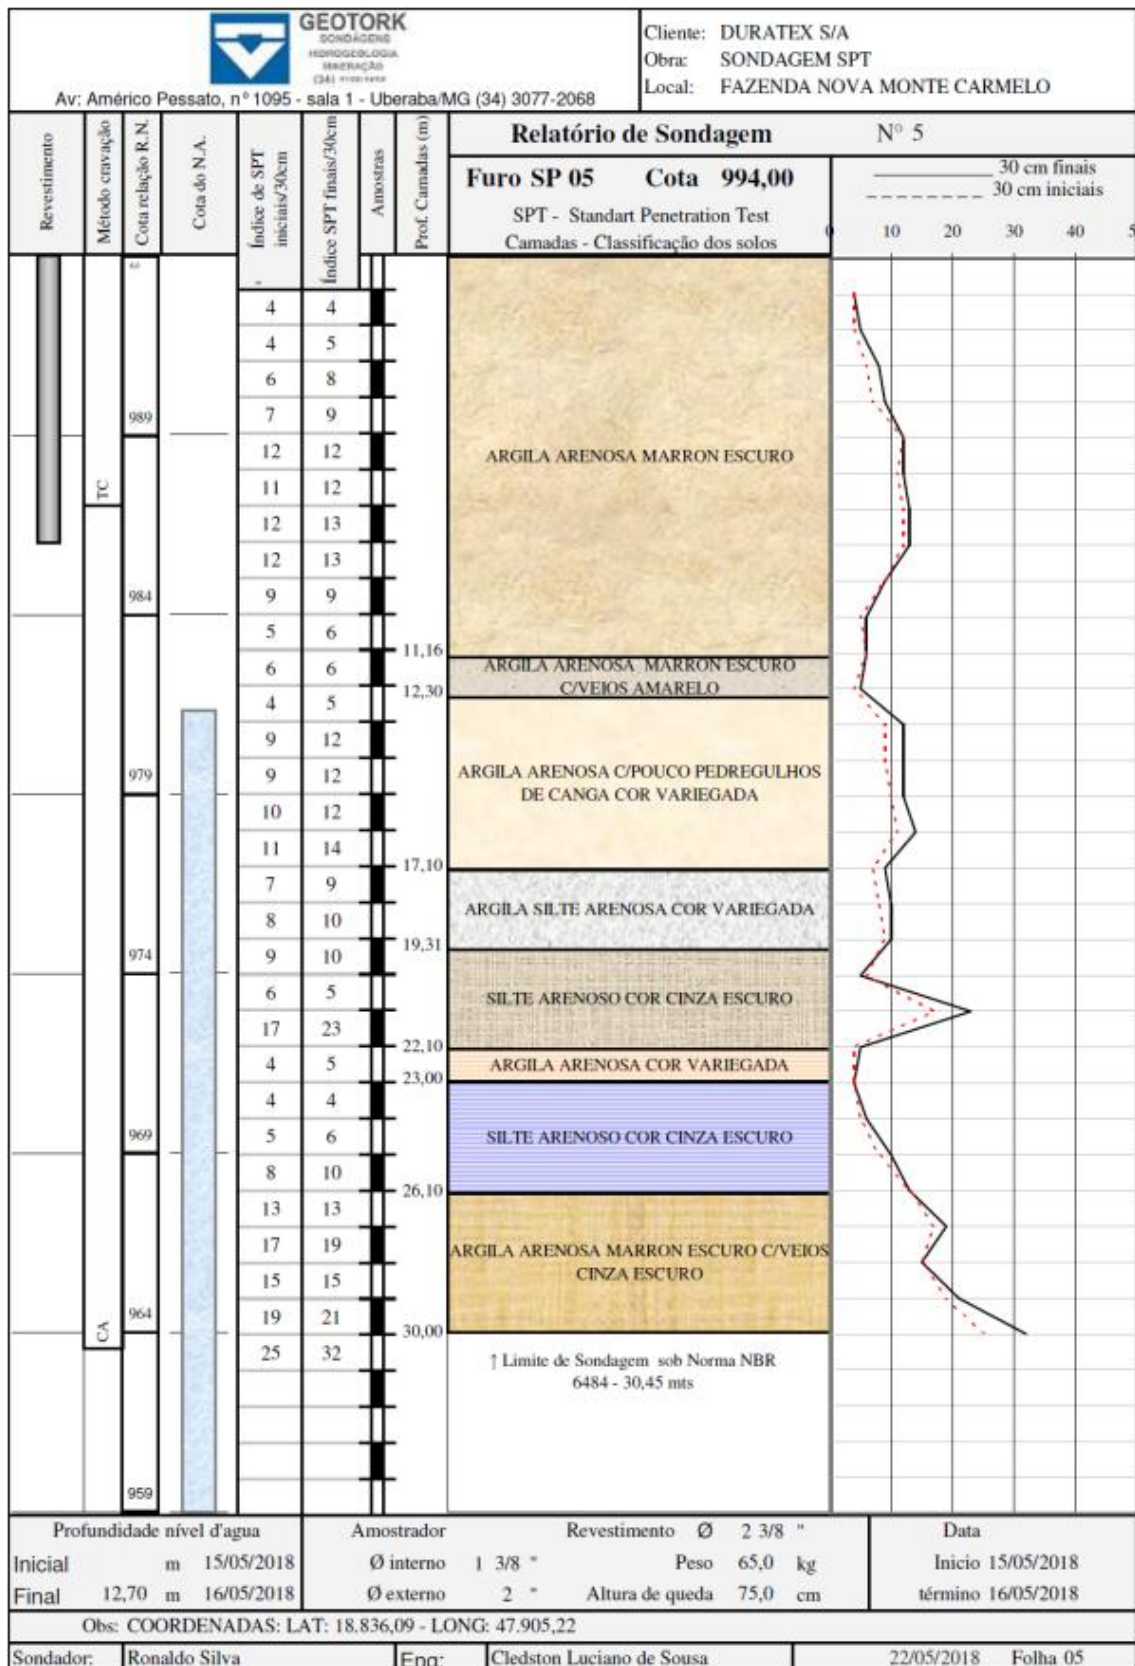 GEOTORK
SONDAGENS
HIDROGEOLOGIA
MINERAÇÃO
(34)
Av: Américo Pessato, nº 1095 - sala 1 - Uberaba/MG (34) 3077-2068
Cliente: DURATEX S/A
Obra: SONDAGEM SPT
Local: FAZENDA NOVA MONTE CARMELO
Revestimento
Método cravação
Cota relação R.N.
Cota do N.A.
Índice de SPT iniciais/30cm
Índice SPT finais/30cm
Amostras
Prof. Camadas (m)
Relatório de Sondagem N° 5
Furo SP 05 Cota 994,00
SPT - Standart Penetration Test
Camadas - Classificação dos solos
30 cm finais
30 cm iniciais
0 10 20 30 40 5
4 4
4 5
6 8
989 7 9
12 12
ARGILA ARENOSA MARRON ESCURO
TC 11 12
12 13
12 13
984 9 9
5 6
11,16
6 6
ARGILA ARENOSA MARRON ESCURO
C/VEIOS AMARELO
12,30
4 5
9 12
979 9 12
ARGILA ARENOSA C/POUCO PEDREGULHOS
DE CANGA COR VARIEGADA
10 12
11 14
17,10
7 9
8 10
ARGILA SILTE ARENOSA COR VARIEGADA
19,31
974 9 10
6 5
SILTE ARENOSO COR CINZA ESCURO
17 23
22,10
4 5
ARGILA ARENOSA COR VARIEGADA
23,00
4 4
969 5 6
SILTE ARENOSO COR CINZA ESCURO
8 10
26,10
13 13
17 19
ARGILA ARENOSA MARRON ESCURO C/VEIOS
CINZA ESCURO
15 15
964 19 21
CA
30,00
25 32
↑ Limite de Sondagem sob Norma NBR
6484 - 30,45 mts
959
Profundidade nível d'agua
Inicial m 15/05/2018
Final 12,70 m 16/05/2018
Amostrador Revestimento Ø 2 3/8 "
Ø interno 1 3/8 " Peso 65,0 kg
Ø externo 2 " Altura de queda 75,0 cm
Data
Inicio 15/05/2018
término 16/05/2018
Obs: COORDENADAS: LAT: 18.836,09 - LONG: 47.905,22
Sondador: Ronaldo Silva Eng: Cledston Luciano de Sousa 22/05/2018 Folha 05